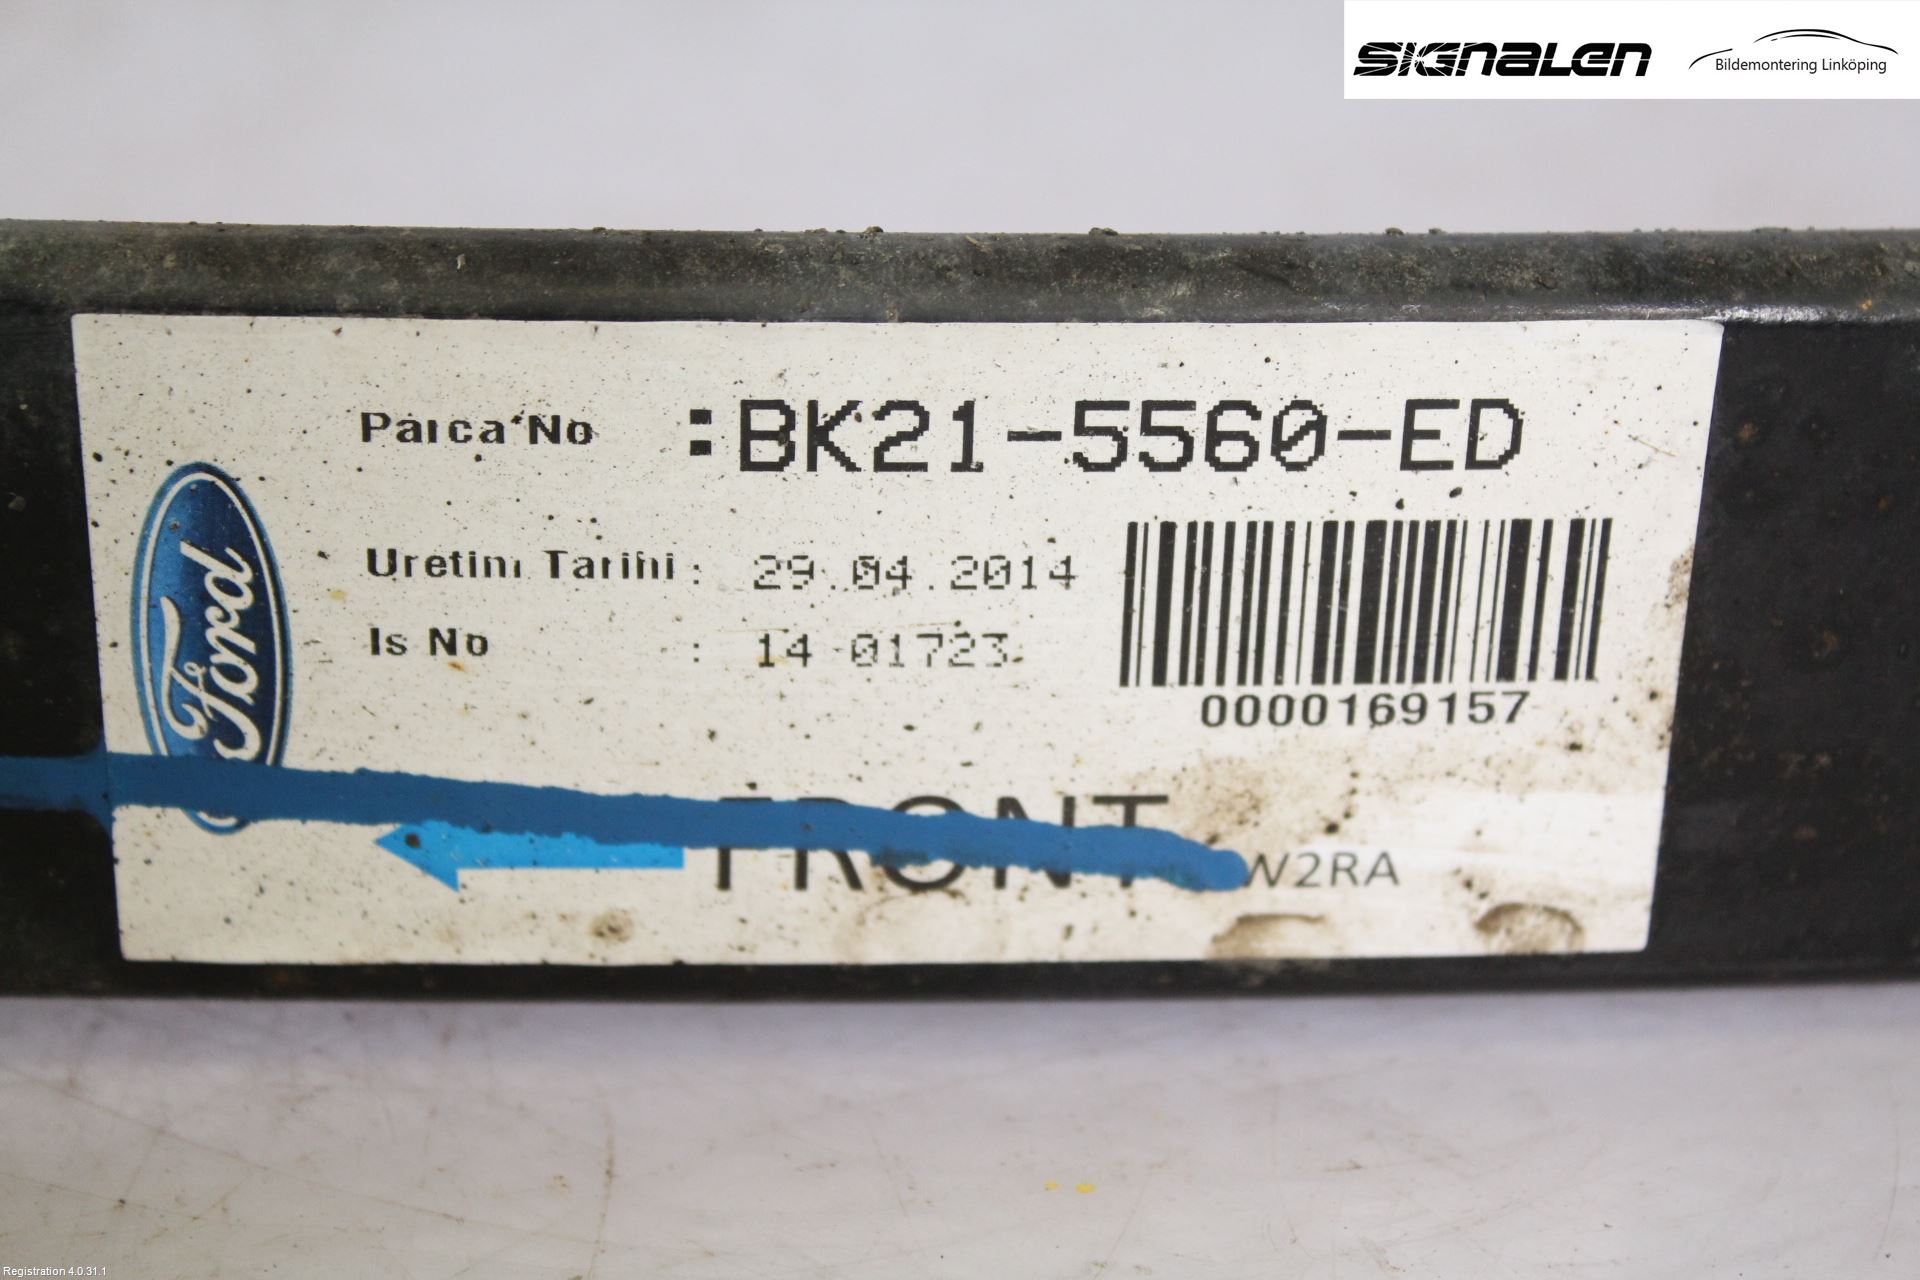 SIGNALEN
Bildemontering Linköping
Parca No :BK21-5560-ED
Uretim Tarihi : 29.04.2014
Is No : 14 01723
0000169157
Ford
FRONT
W2RA
Registration 4.0.31.1